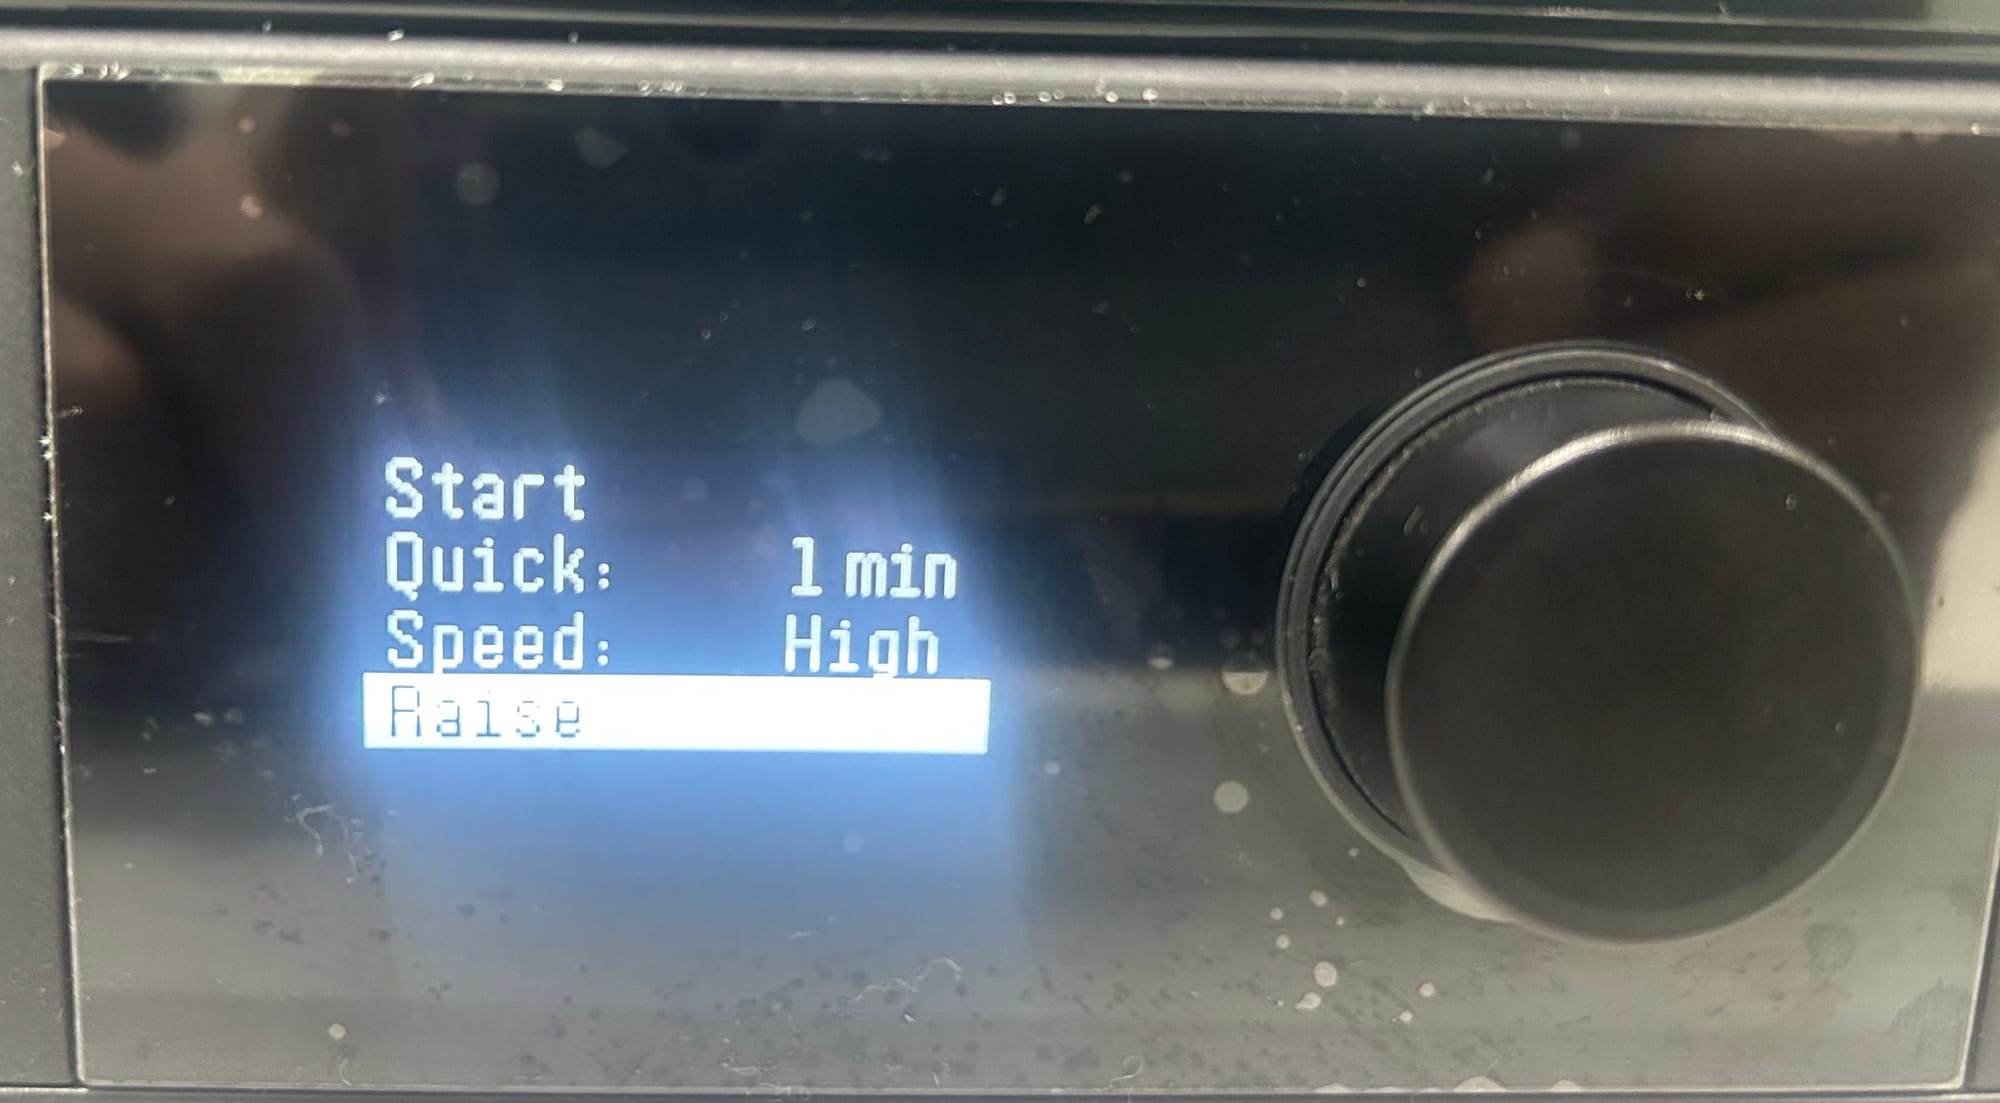 Start
Quick: 1 min
Speed: High
Raise